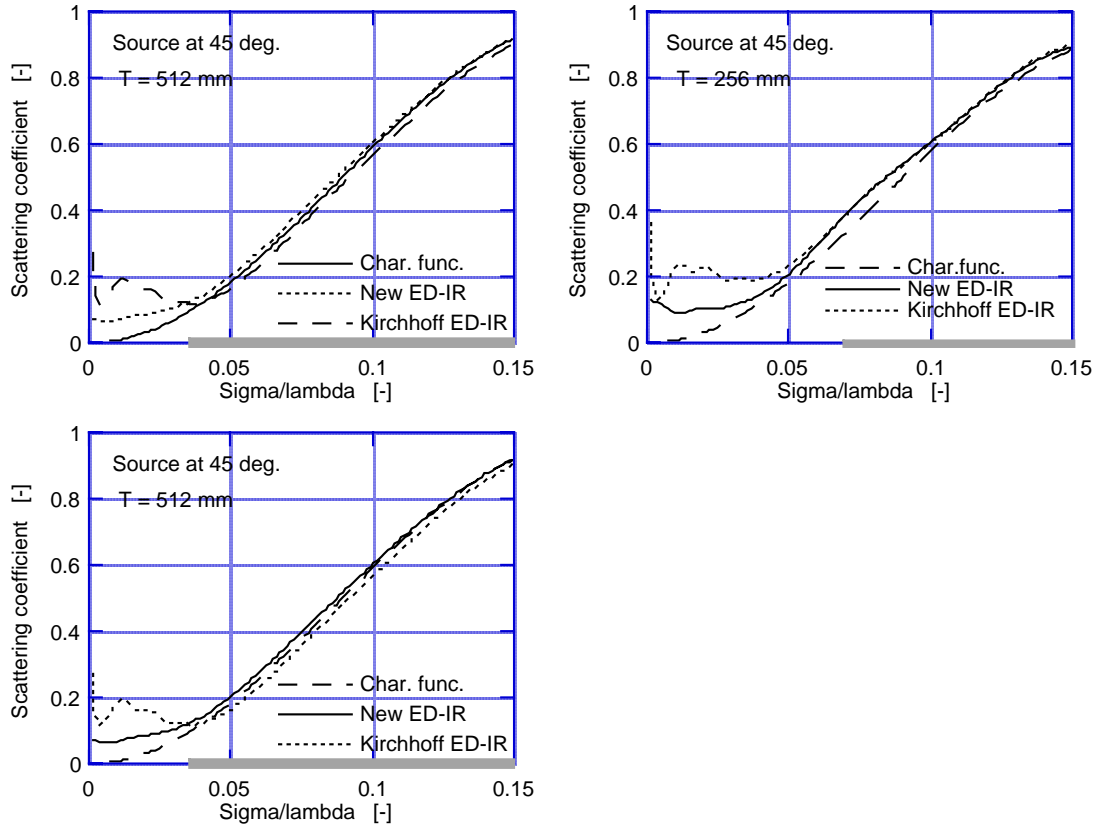 1
Source at 45 deg.
T = 512 mm
0.8
0.6
0.4
0.2
0
Scattering coefficient [-]
Char. func.
New ED-IR
Kirchhoff ED-IR
0 0.05 0.1 0.15
Sigma/lambda [-]
1
Source at 45 deg.
T = 256 mm
0.8
0.6
0.4
0.2
0
Scattering coefficient [-]
Char.func.
New ED-IR
Kirchhoff ED-IR
0 0.05 0.1 0.15
Sigma/lambda [-]
1
Source at 45 deg.
T = 512 mm
0.8
0.6
0.4
0.2
0
Scattering coefficient [-]
Char. func.
New ED-IR
Kirchhoff ED-IR
0 0.05 0.1 0.15
Sigma/lambda [-]